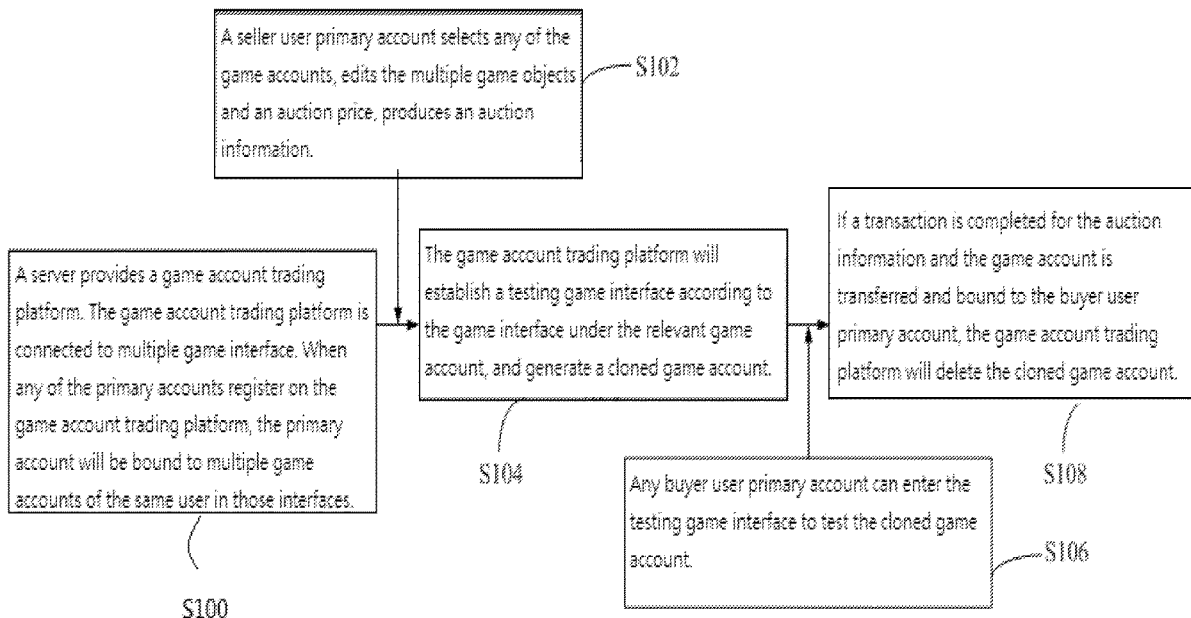 A seller user primary account selects any of the
game accounts, edits the multiple game objects
and an auction price, produces an auction
information.
S102
A server provides a game account trading
platform. The game account trading platform is
connected to multiple game interface. When
any of the primary accounts register on the
game account trading platform, the primary
account will be bound to multiple game
accounts of the same user in those interfaces.
S100
The game account trading platform will
establish a testing game interface according to
the game interface under the relevant game
account, and generate a cloned game account.
S104
Any buyer user primary account can enter the
testing game interface to test the cloned game
account.
S106
If a transaction is completed for the auction
information and the game account is
transferred and bound to the buyer user
primary account, the game account trading
platform will delete the cloned game account.
S108